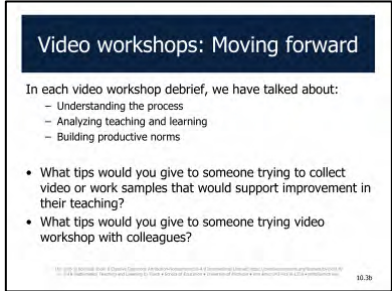 Video workshops: Moving forward
In each video workshop debrief, we have talked about:
– Understanding the process
– Analyzing teaching and learning
– Building productive norms
• What tips would you give to someone trying to collect
video or work samples that would support improvement in
their teaching?
• What tips would you give to someone trying video
workshop with colleagues?
10.3b